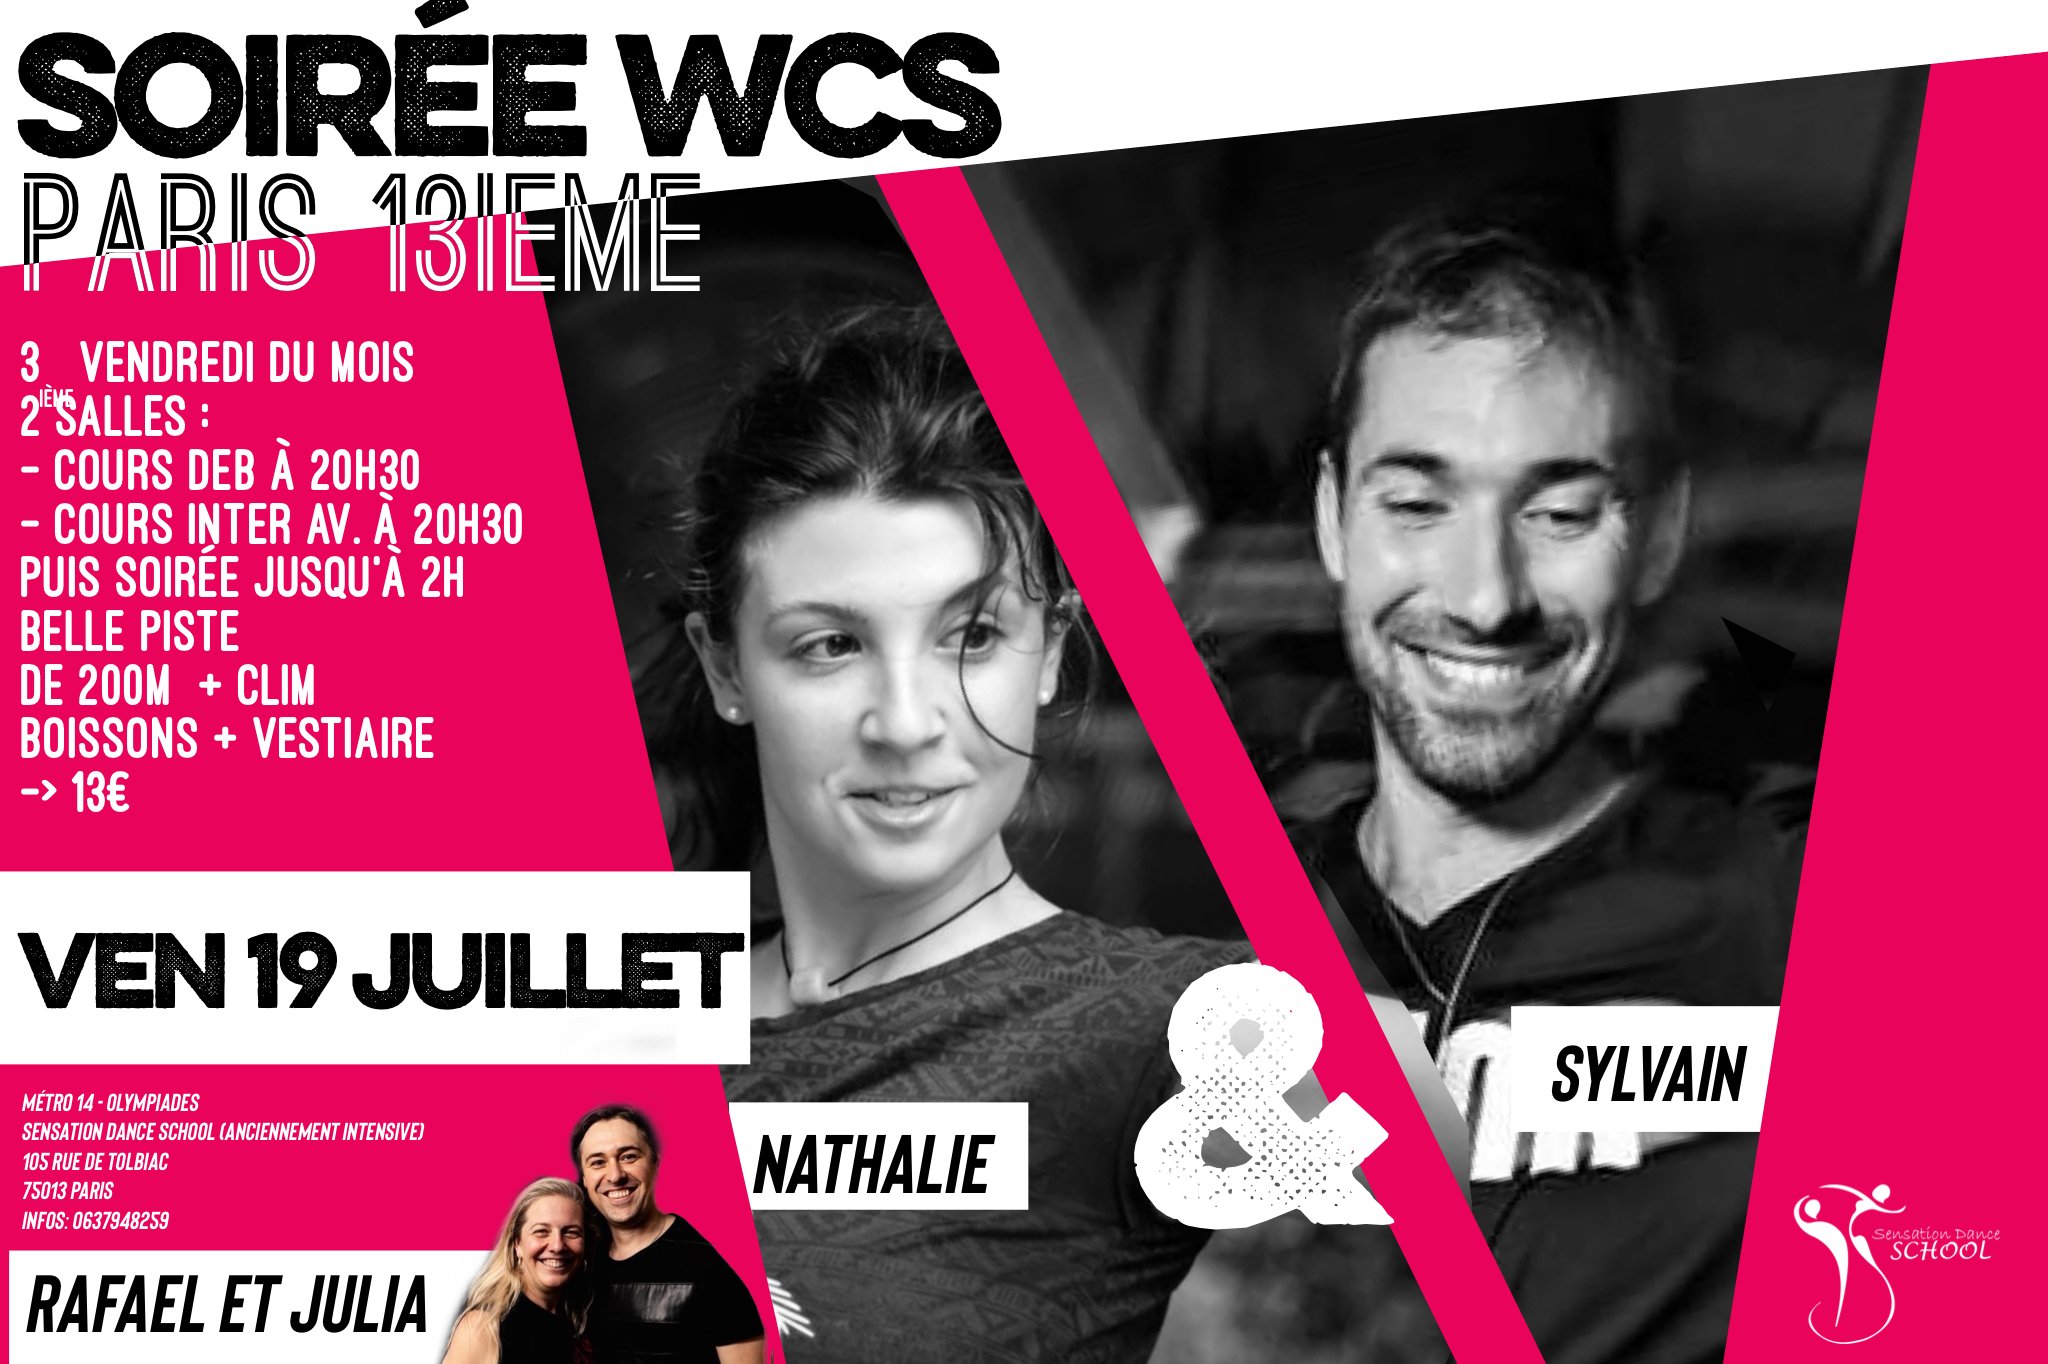 SOIRÉE WCS
PARIS 13IEME
3IÈME VENDREDI DU MOIS
2 SALLES :
- COURS DEB À 20H30
- COURS INTER AV. À 20H30
PUIS SOIRÉE JUSQU'À 2H
BELLE PISTE
DE 200M + CLIM
BOISSONS + VESTIAIRE
-> 13€
VEN 19 JUILLET
MÉTRO 14 - OLYMPIADES
SENSATION DANCE SCHOOL (ANCIENNEMENT INTENSIVE)
105 RUE DE TOLBIAC
75013 PARIS
INFOS: 0637948259
RAFAEL ET JULIA
NATHALIE
&
SYLVAIN
Sensation Dance
SCHOOL